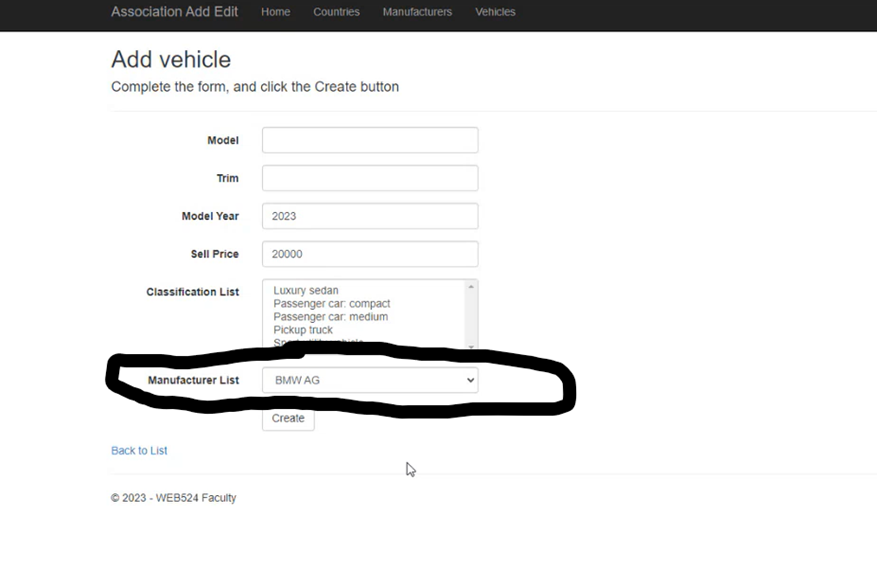 Association Add Edit Home Countries Manufacturers Vehicles
Add vehicle
Complete the form, and click the Create button
Model
Trim
Model Year 2023
Sell Price 20000
Classification List Luxury sedan
Passenger car: compact
Passenger car: medium
Pickup truck
Manufacturer List BMW AG
Create
Back to List
© 2023 - WEB524 Faculty